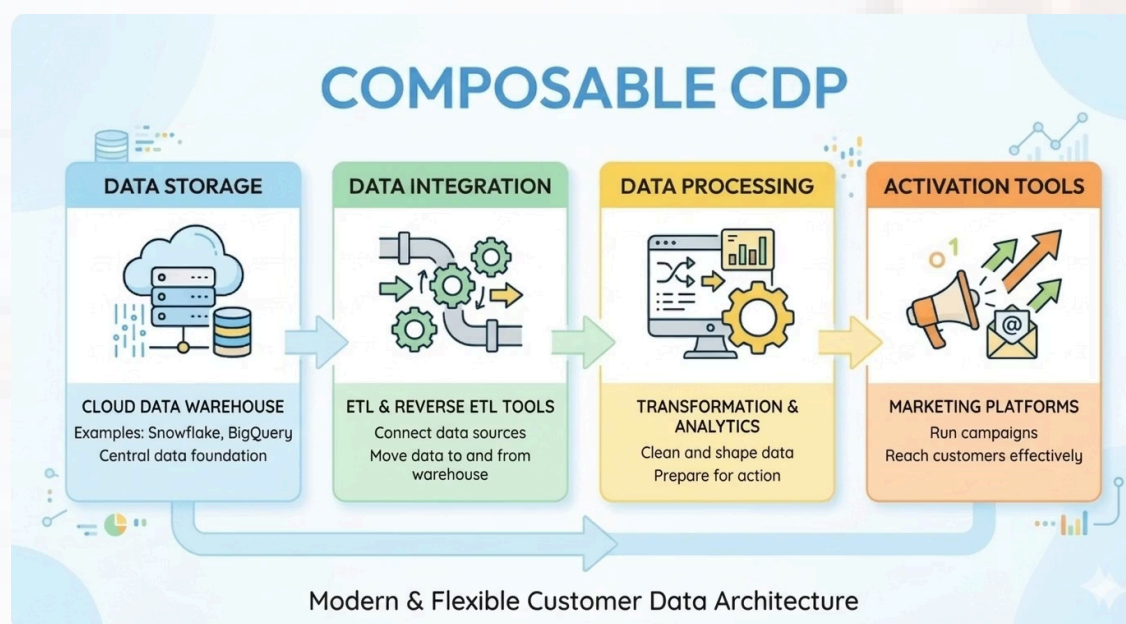 COMPOSABLE CDP
DATA STORAGE
CLOUD DATA WAREHOUSE
Examples: Snowflake, BigQuery
Central data foundation
DATA INTEGRATION
ETL & REVERSE ETL TOOLS
Connect data sources
Move data to and from
warehouse
DATA PROCESSING
TRANSFORMATION &
ANALYTICS
Clean and shape data
Prepare for action
ACTIVATION TOOLS
0 1
@
MARKETING PLATFORMS
Run campaigns
Reach customers effectively
Modern & Flexible Customer Data Architecture